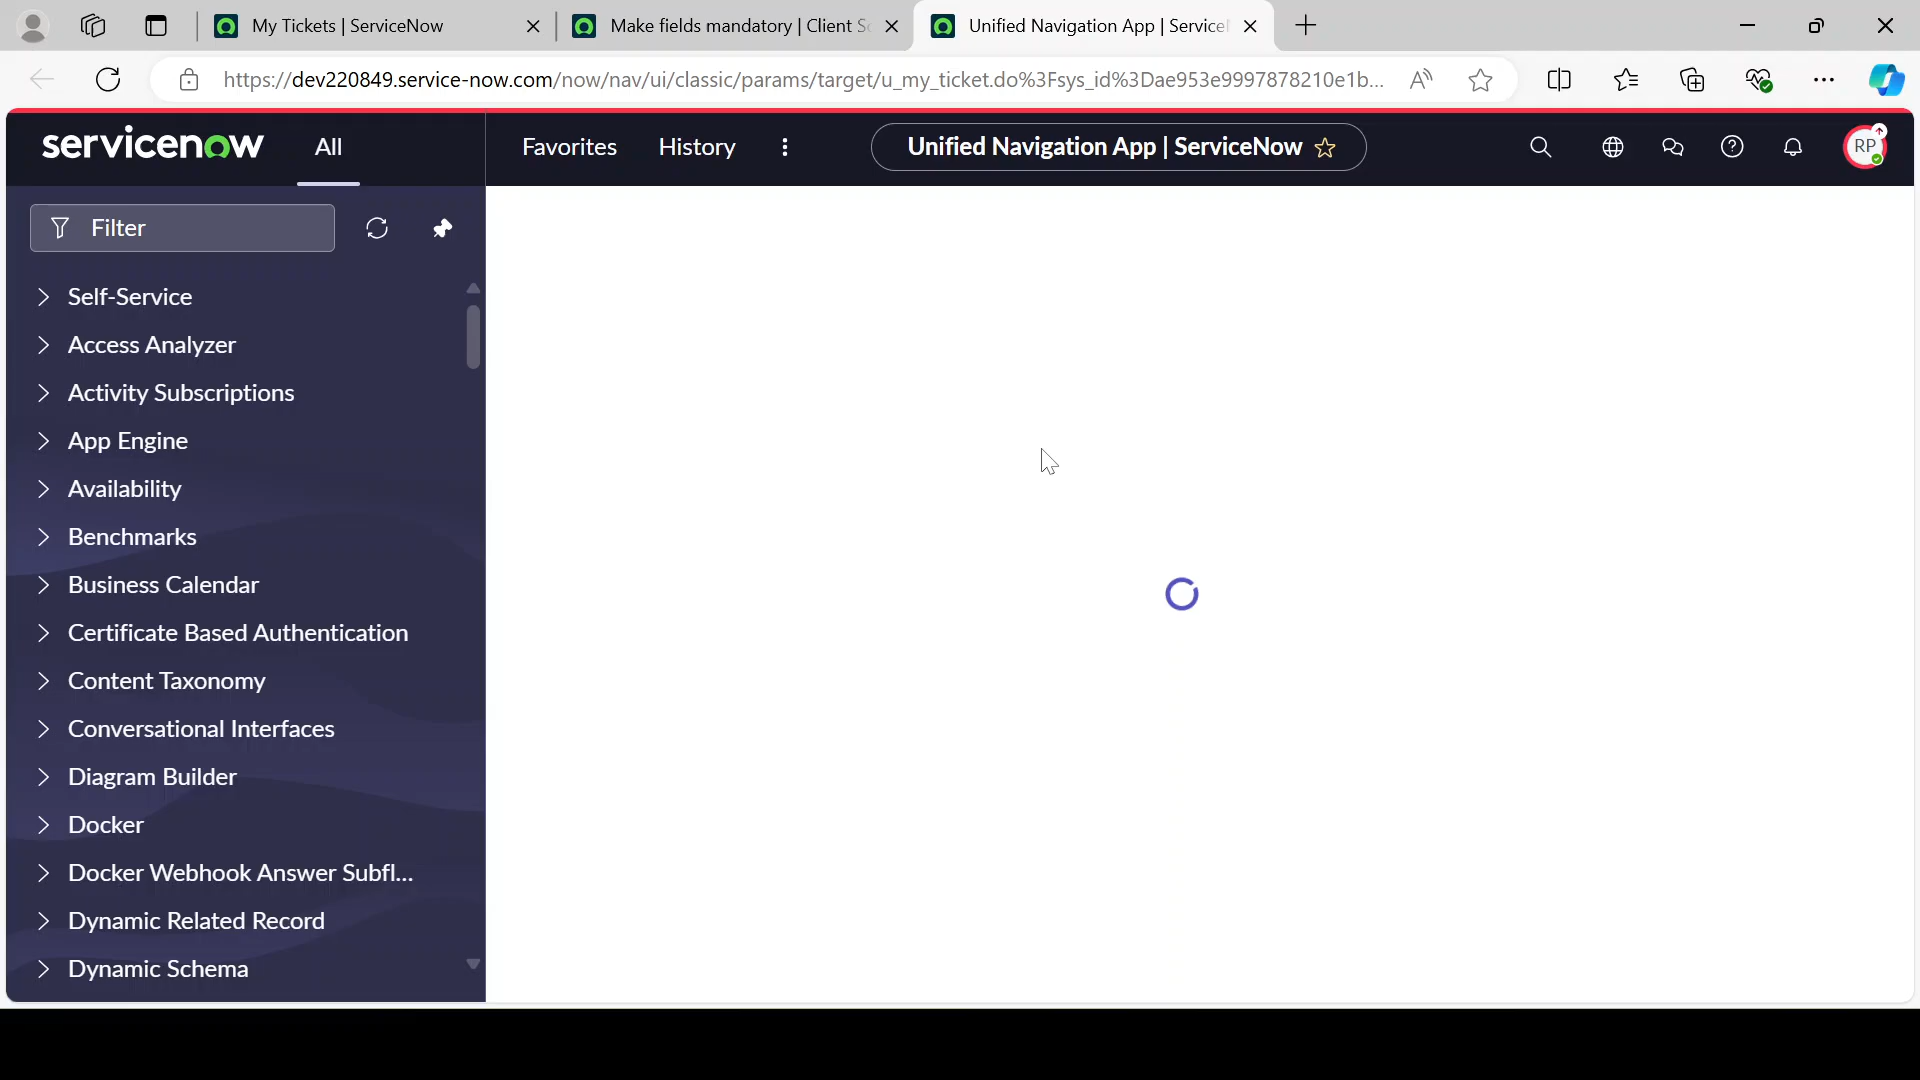 My Tickets | ServiceNow
Make fields mandatory | Client Sc
Unified Navigation App | Service
https://dev220849.service-now.com/now/nav/ui/classic/params/target/u_my_ticket.do%3Fsys_id%3Dae953e9997878210e1b...
servicenow
All
Favorites
History
Unified Navigation App | ServiceNow
RP
Filter
Self-Service
Access Analyzer
Activity Subscriptions
App Engine
Availability
Benchmarks
Business Calendar
Certificate Based Authentication
Content Taxonomy
Conversational Interfaces
Diagram Builder
Docker
Docker Webhook Answer Subfl...
Dynamic Related Record
Dynamic Schema